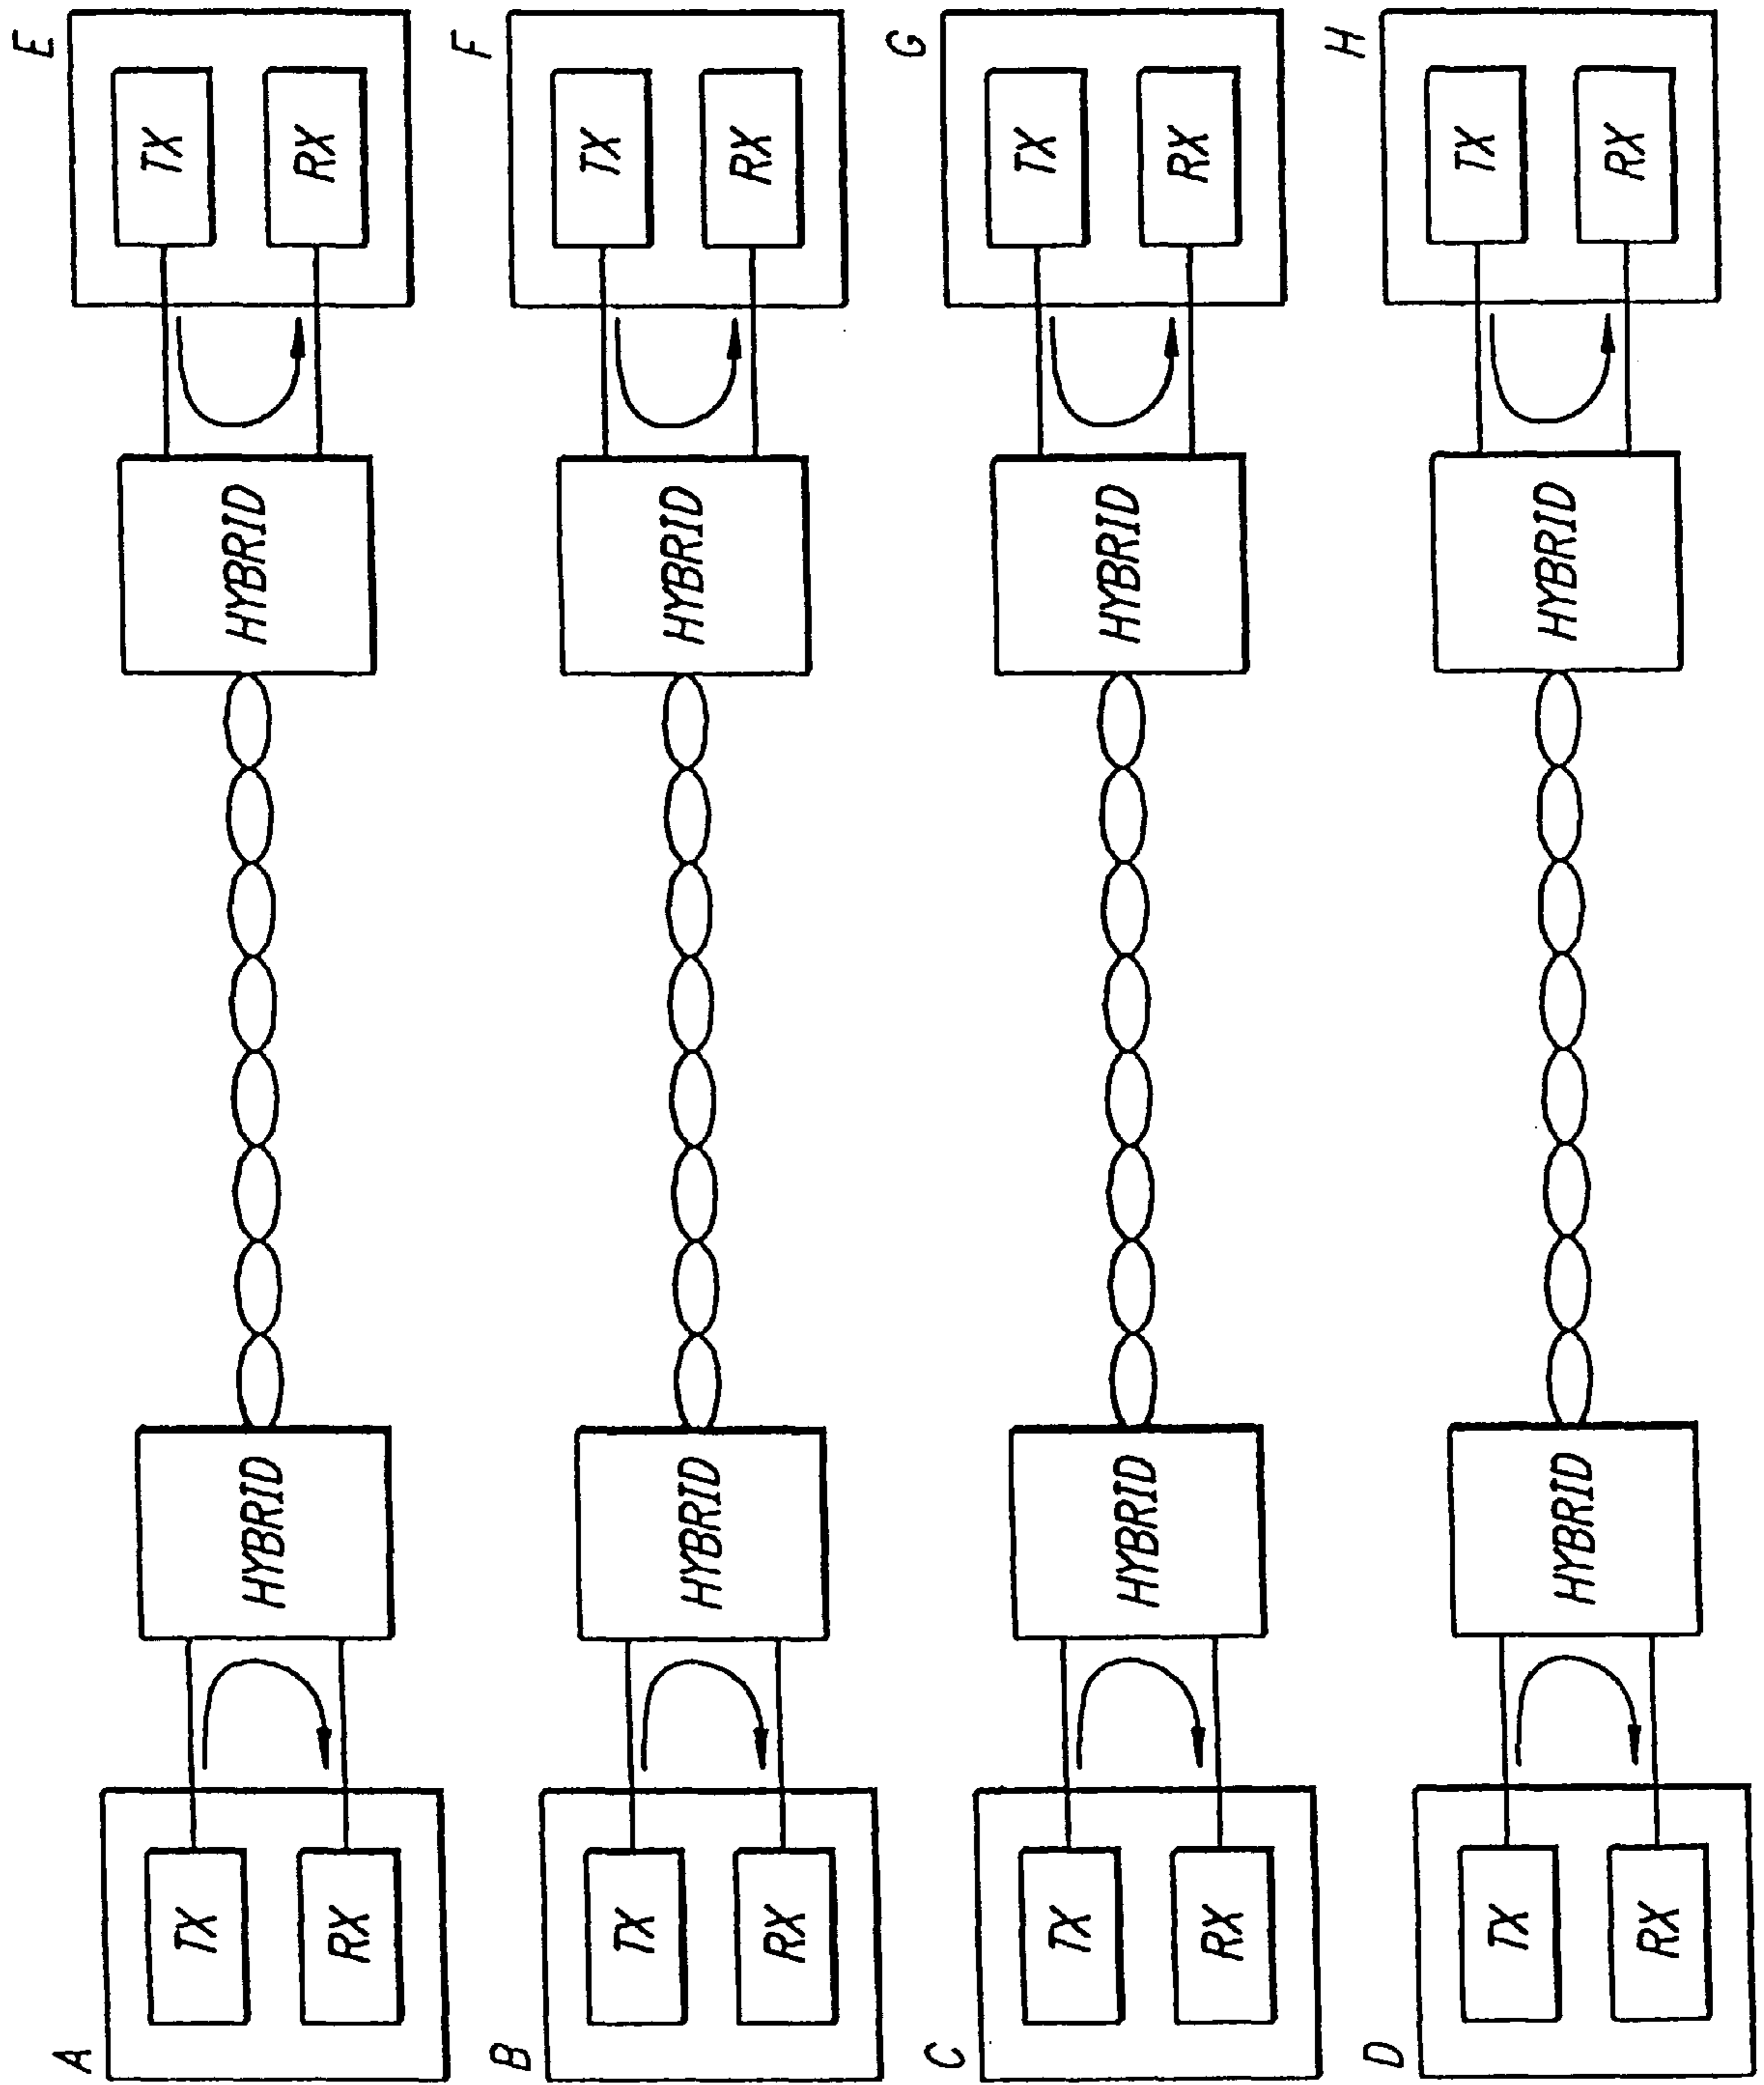 A
TX
RX
HYBRID
HYBRID
E
TX
RX
B
TX
RX
HYBRID
HYBRID
F
TX
RX
C
TX
RX
HYBRID
HYBRID
G
TX
RX
D
TX
RX
HYBRID
HYBRID
H
TX
RX